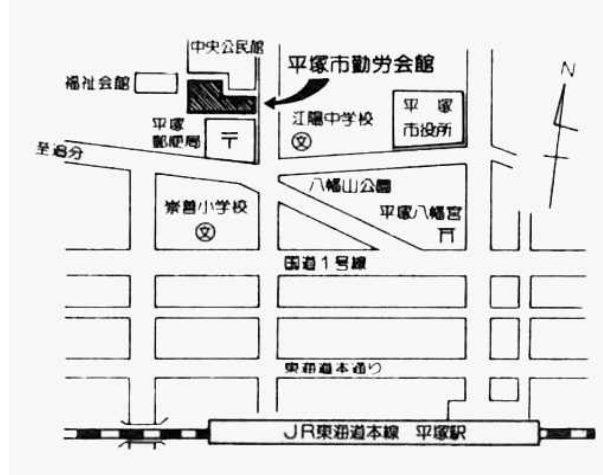 中央公民館
福祉会館
平塚市勤労会館
平塚
郵便局
〒
江陽中学校
文
平塚
市役所
N
至追分
八幡山公園
崇善小学校
文
平塚八幡宮
国道1号線
東海道本通り
JR東海道本線 平塚駅